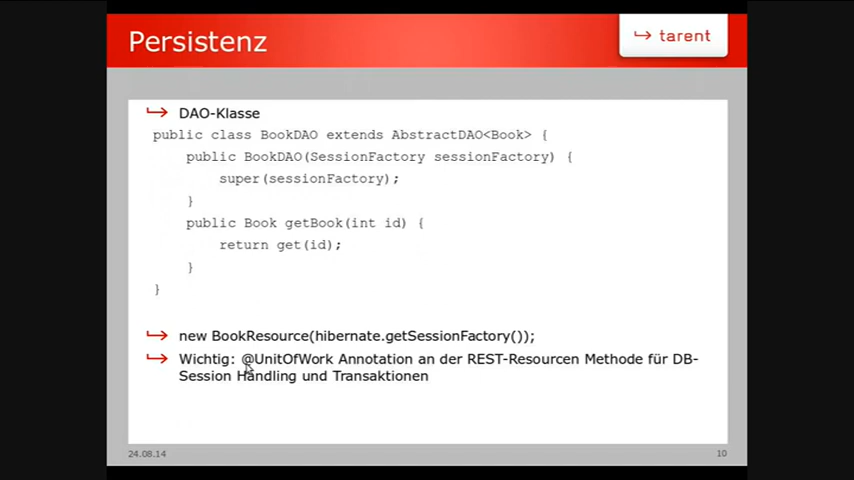 Persistenz
↪ tarent
DAO-Klasse
public class BookDAO extends AbstractDAO<Book> {
public BookDAO(SessionFactory sessionFactory) {
super(sessionFactory);
}
public Book getBook(int id) {
return get(id);
}
}
new BookResource(hibernate.getSessionFactory());
Wichtig: @UnitOfWork Annotation an der REST-Resourcen Methode für DB-
Session Handling und Transaktionen
24.08.14
10